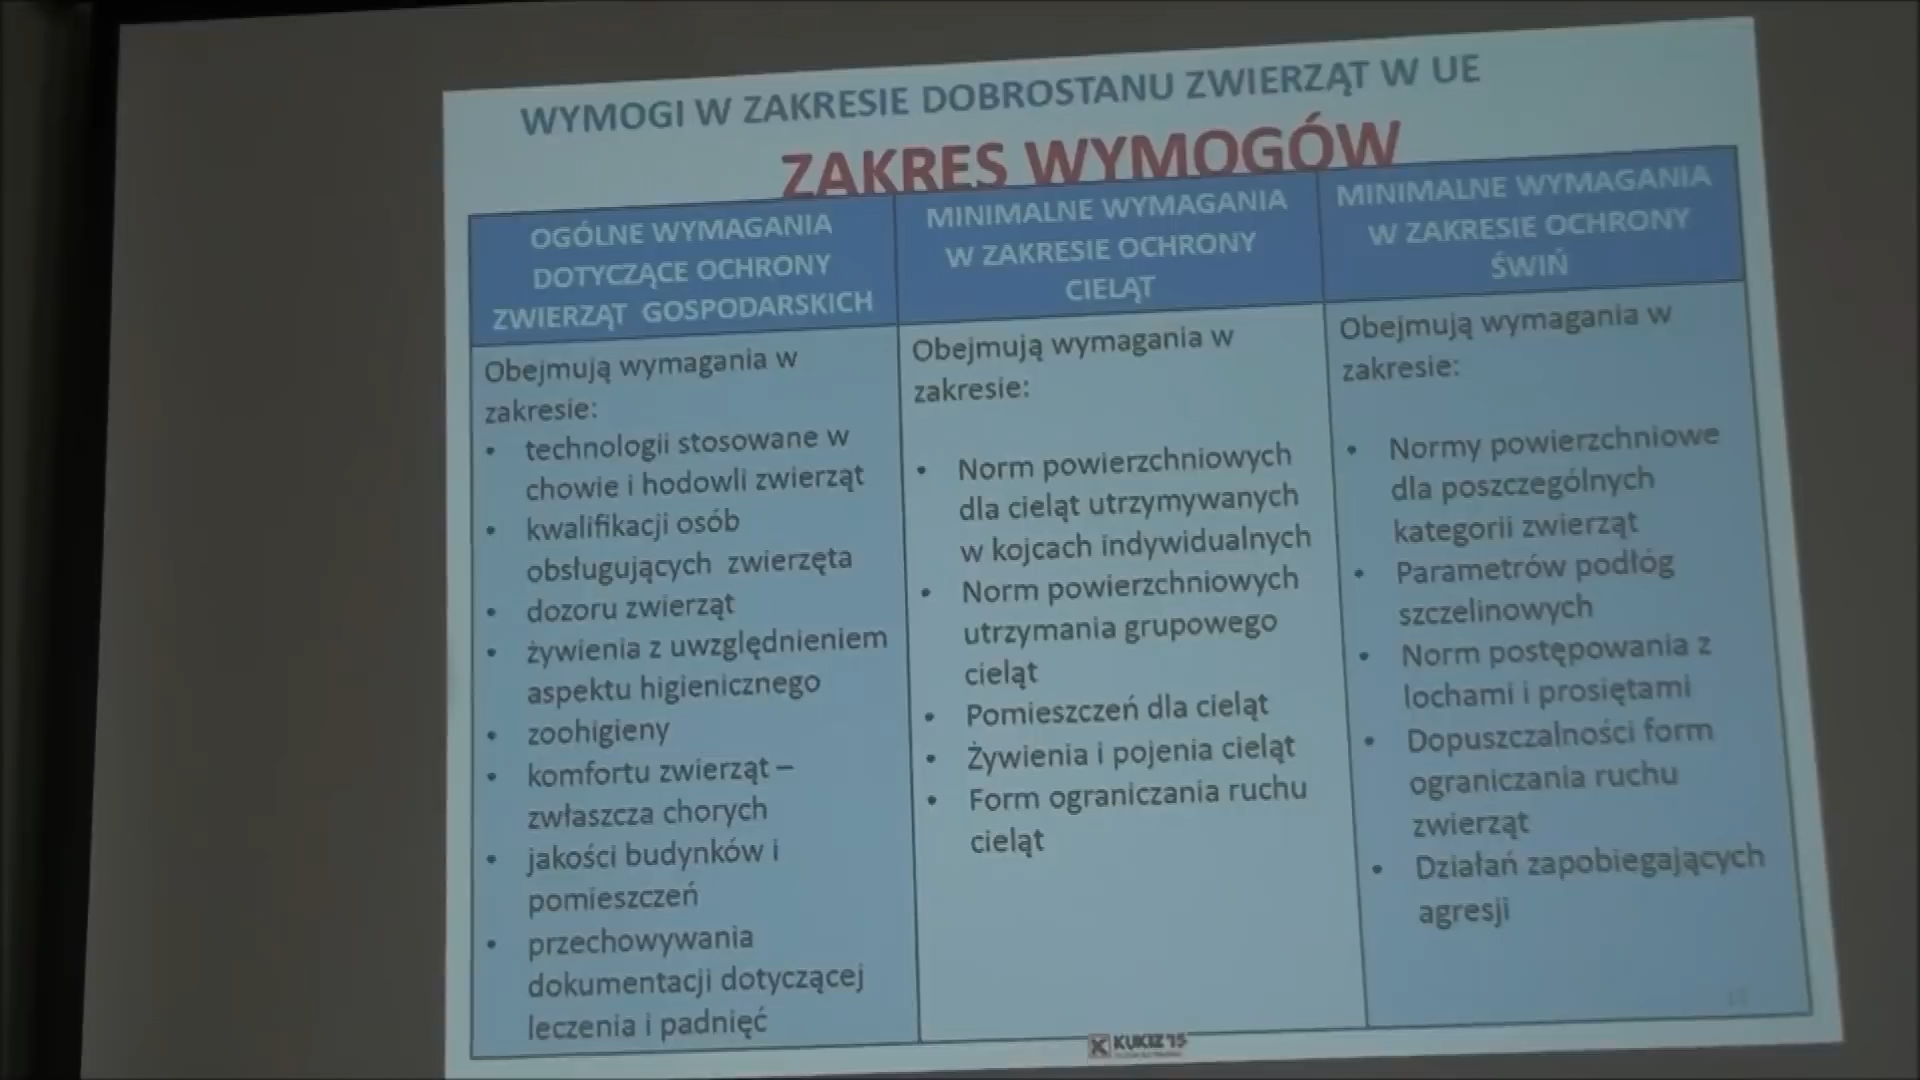 WYMOGI W ZAKRESIE DOBROSTANU ZWIERZĄT W UE
ZAKRES WYMOGÓW
OGÓLNE WYMAGANIA
DOTYCZĄCE OCHRONY
ZWIERZĄT GOSPODARSKICH
Obejmują wymagania w
zakresie:
• technologii stosowane w
chowie i hodowli zwierząt
• kwalifikacji osób
obsługujących zwierzęta
• dozoru zwierząt
• żywienia z uwzględnieniem
aspektu higienicznego
• zoohigieny
• komfortu zwierząt –
zwłaszcza chorych
• jakości budynków i
pomieszczeń
• przechowywania
dokumentacji dotyczącej
leczenia i padnięć
MINIMALNE WYMAGANIA
W ZAKRESIE OCHRONY
CIELĄT
Obejmują wymagania w
zakresie:
• Norm powierzchniowych
dla cieląt utrzymywanych
w kojcach indywidualnych
• Norm powierzchniowych
utrzymania grupowego
cieląt
• Pomieszczeń dla cieląt
• Żywienia i pojenia cieląt
• Form ograniczania ruchu
cieląt
MINIMALNE WYMAGANIA
W ZAKRESIE OCHRONY
ŚWIŃ
Obejmują wymagania w
zakresie:
• Normy powierzchniowe
dla poszczególnych
kategorii zwierząt
• Parametrów podłóg
szczelinowych
• Norm postępowania z
lochami i prosiętami
• Dopuszczalności form
ograniczania ruchu
zwierząt
• Działań zapobiegających
agresji
KUKIZ'15